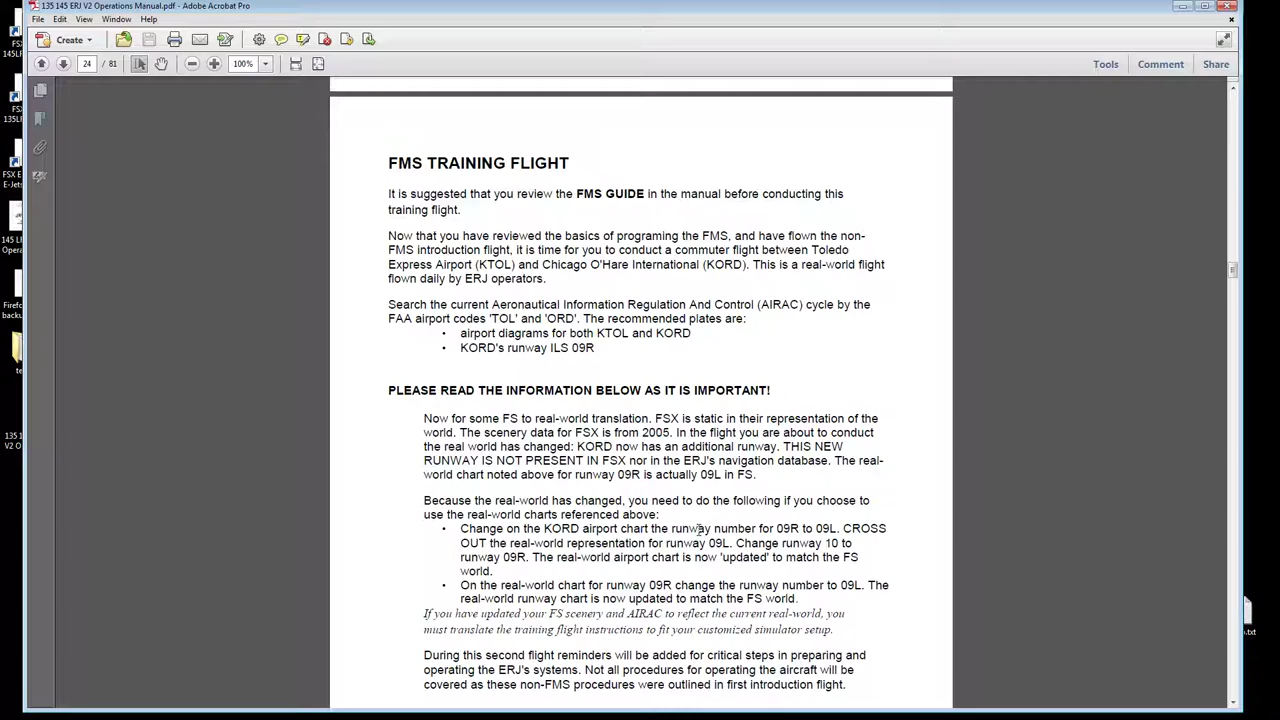 135 145 ERJ V2 Operations Manual.pdf - Adobe Acrobat Pro
File Edit View Window Help
Create
24 / 81 100% Tools Comment Share
FMS TRAINING FLIGHT
It is suggested that you review the FMS GUIDE in the manual before conducting this
training flight.
Now that you have reviewed the basics of programing the FMS, and have flown the non-
FMS introduction flight, it is time for you to conduct a commuter flight between Toledo
Express Airport (KTOL) and Chicago O'Hare International (KORD). This is a real-world flight
flown daily by ERJ operators.
Search the current Aeronautical Information Regulation And Control (AIRAC) cycle by the
FAA airport codes 'TOL' and 'ORD'. The recommended plates are:
• airport diagrams for both KTOL and KORD
• KORD's runway ILS 09R
PLEASE READ THE INFORMATION BELOW AS IT IS IMPORTANT!
Now for some FS to real-world translation. FSX is static in their representation of the
world. The scenery data for FSX is from 2005. In the flight you are about to conduct
the real world has changed: KORD now has an additional runway. THIS NEW
RUNWAY IS NOT PRESENT IN FSX nor in the ERJ's navigation database. The real-
world chart noted above for runway 09R is actually 09L in FS.
Because the real-world has changed, you need to do the following if you choose to
use the real-world charts referenced above:
• Change on the KORD airport chart the runway number for 09R to 09L. CROSS
OUT the real-world representation for runway 09L. Change runway 10 to
runway 09R. The real-world airport chart is now 'updated' to match the FS
world.
• On the real-world chart for runway 09R change the runway number to 09L. The
real-world runway chart is now updated to match the FS world.
If you have updated your FS scenery and AIRAC to reflect the current real-world, you
must translate the training flight instructions to fit your customized simulator setup.
During this second flight reminders will be added for critical steps in preparing and
operating the ERJ's systems. Not all procedures for operating the aircraft will be
covered as these non-FMS procedures were outlined in first introduction flight.